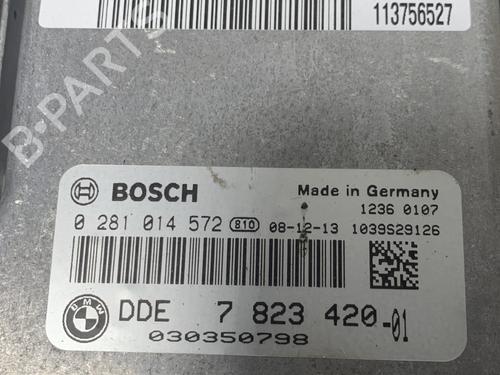 113756527
B-PARTS
BOSCH
Made in Germany
1236 0107
0 281 014 572 810 08-12-13 1039S29126
BMW
DDE 7 823 420-01
030350798